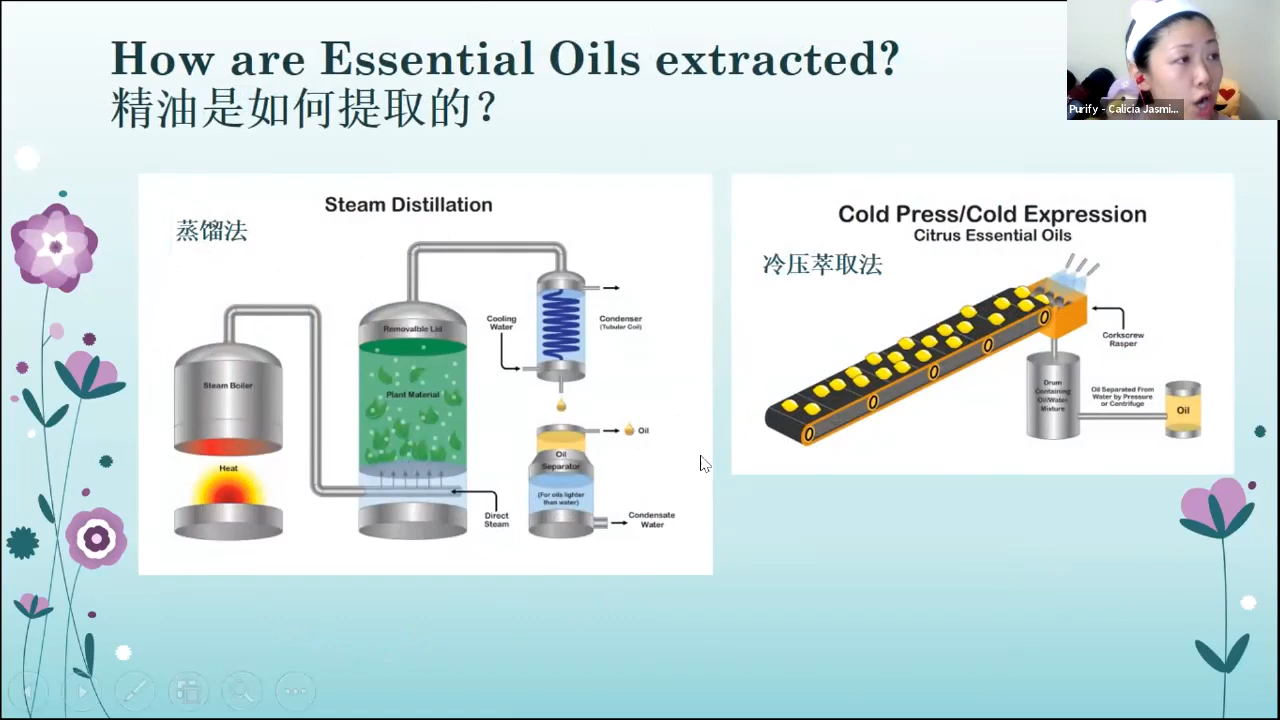 How are Essential Oils extracted?
精油是如何提取的？
Purify - Calicia Jasmi...
Steam Distillation
蒸馏法
Steam Boiler
Heat
Removalble Lid
Plant Material
Direct
Steam
Cooling
Water
Condenser
(Tubular Coil)
Oil
Oil
Separator
(For oils lighter
than water)
Condensate
Water
Cold Press/Cold Expression
Citrus Essential Oils
冷压萃取法
Corkscrew
Rasper
Drum
Containing
Oil/Water
Mixture
Oil Separated From
Water by Pressure
or Centrifuge
Oil